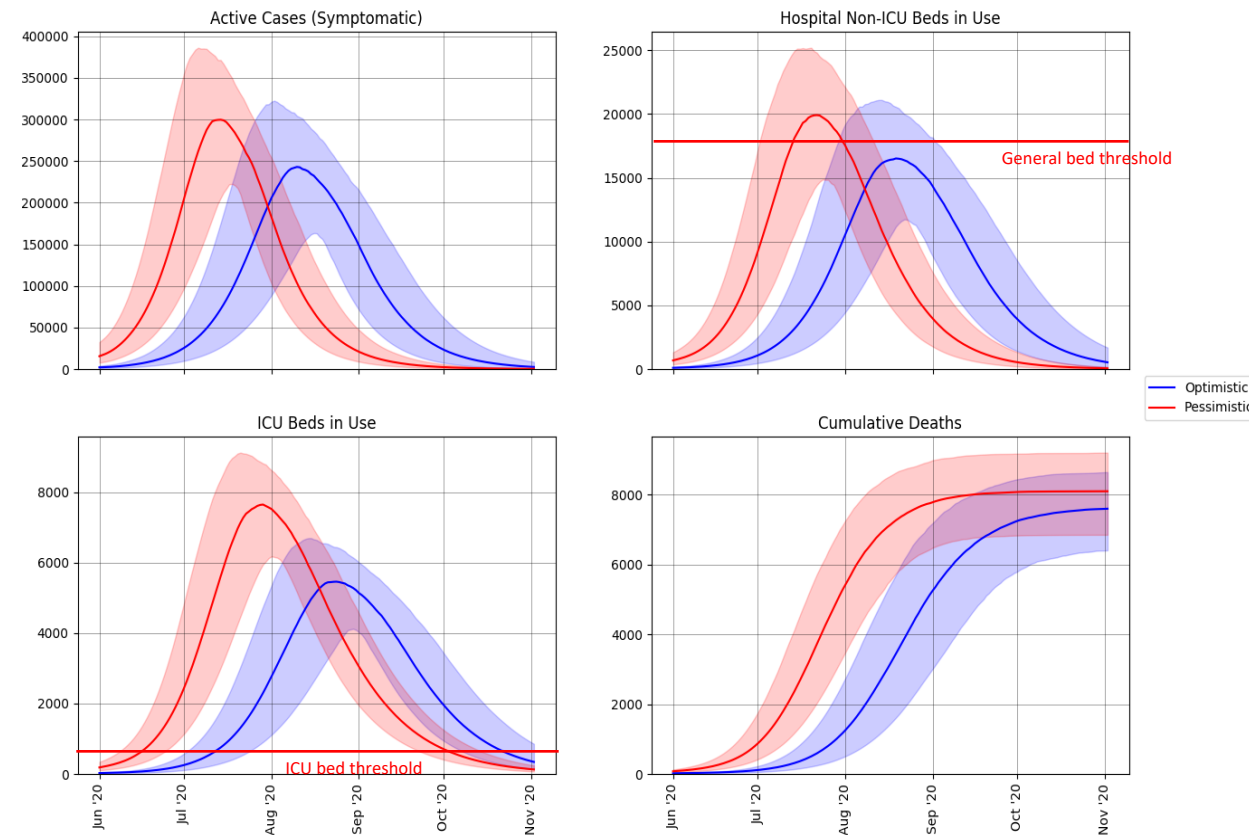 Active Cases (Symptomatic)
400000
350000
300000
250000
200000
150000
100000
50000
0
Hospital Non-ICU Beds in Use
25000
20000
15000
10000
5000
0
General bed threshold
Optimistic
Pessimistic
ICU Beds in Use
8000
6000
4000
2000
0
ICU bed threshold
Jun '20
Jul '20
Aug '20
Sep '20
Oct '20
Nov '20
Cumulative Deaths
8000
6000
4000
2000
0
Jun '20
Jul '20
Aug '20
Sep '20
Oct '20
Nov '20